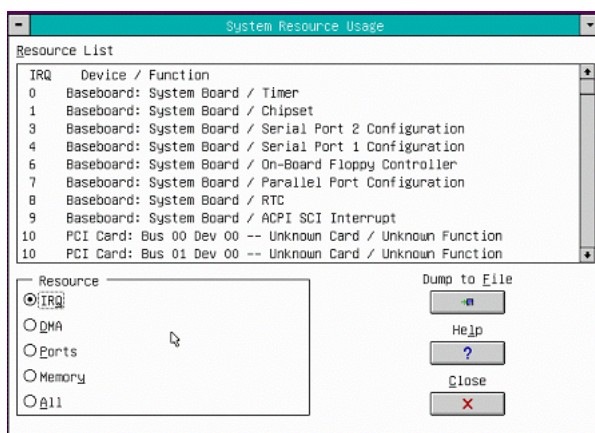 System Resource Usage
Resource List
IRQ Device / Function
0 Baseboard: System Board / Timer
1 Baseboard: System Board / Chipset
3 Baseboard: System Board / Serial Port 2 Configuration
4 Baseboard: System Board / Serial Port 1 Configuration
6 Baseboard: System Board / On-Board Floppy Controller
7 Baseboard: System Board / Parallel Port Configuration
8 Baseboard: System Board / RTC
9 Baseboard: System Board / ACPI SCI Interrupt
10 PCI Card: Bus 00 Dev 00 -- Unknown Card / Unknown Function
10 PCI Card: Bus 01 Dev 00 -- Unknown Card / Unknown Function
Resource
IRQ
DMA
Ports
Memory
All
Dump to File
Help
?
Close
X